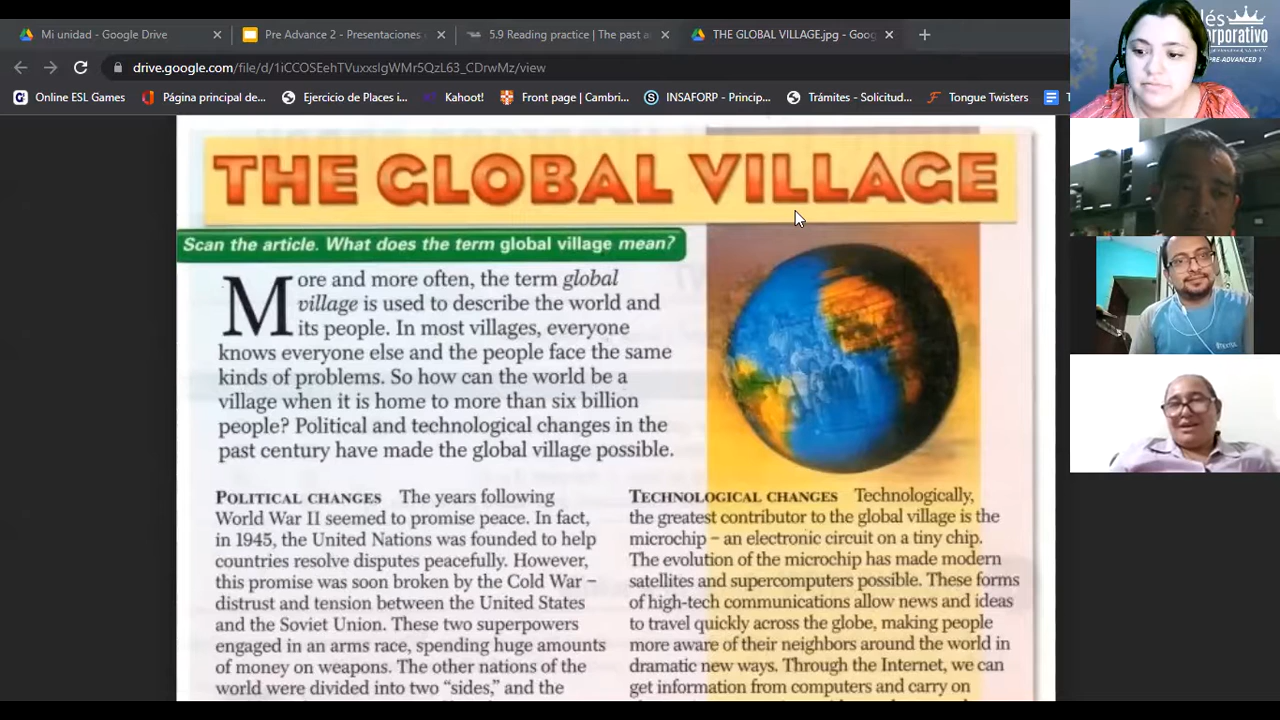 Mi unidad - Google Drive
Pre Advance 2 - Presentaciones
5.9 Reading practice | The past a
THE GLOBAL VILLAGE.jpg - Goog
drive.google.com/file/d/1iCCOSEehTVuxxslgWMr5QzL63_CDrwMz/view
Online ESL Games
Página principal de...
Ejercicio de Places i...
Kahoot!
Front page | Cambri...
INSAFORP - Princip...
Trámites - Solicitud...
Tongue Twisters
lés
rporativo
PRE-ADVANCED 1
THE GLOBAL VILLAGE
Scan the article. What does the term global village mean?
More and more often, the term global
village is used to describe the world and
its people. In most villages, everyone
knows everyone else and the people face the same
kinds of problems. So how can the world be a
village when it is home to more than six billion
people? Political and technological changes in the
past century have made the global village possible.
POLITICAL CHANGES The years following
World War II seemed to promise peace. In fact,
in 1945, the United Nations was founded to help
countries resolve disputes peacefully. However,
this promise was soon broken by the Cold War –
distrust and tension between the United States
and the Soviet Union. These two superpowers
engaged in an arms race, spending huge amounts
of money on weapons. The other nations of the
world were divided into two “sides,” and the
TECHNOLOGICAL CHANGES Technologically,
the greatest contributor to the global village is the
microchip – an electronic circuit on a tiny chip.
The evolution of the microchip has made modern
satellites and supercomputers possible. These forms
of high-tech communications allow news and ideas
to travel quickly across the globe, making people
more aware of their neighbors around the world in
dramatic new ways. Through the Internet, we can
get information from computers and carry on